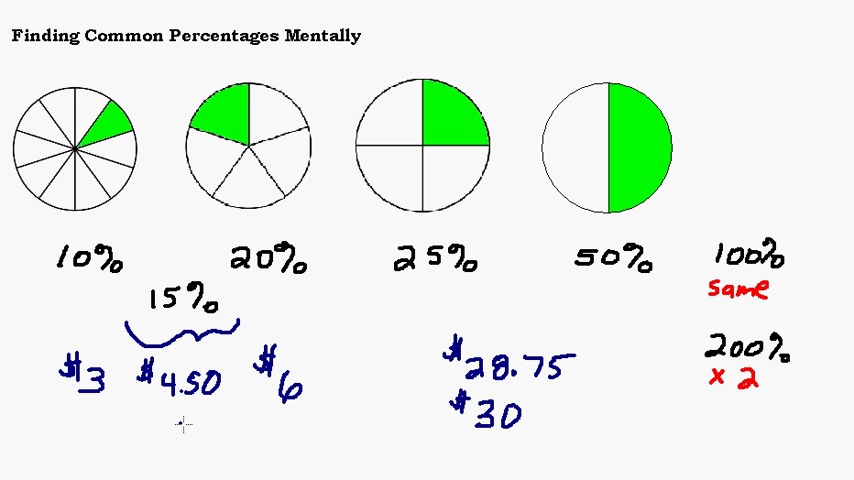 Finding Common Percentages Mentally
10% 20% 25% 50% 100%
same
15%
200%
x 2
$3 $4.50 $6
$28.75
$30